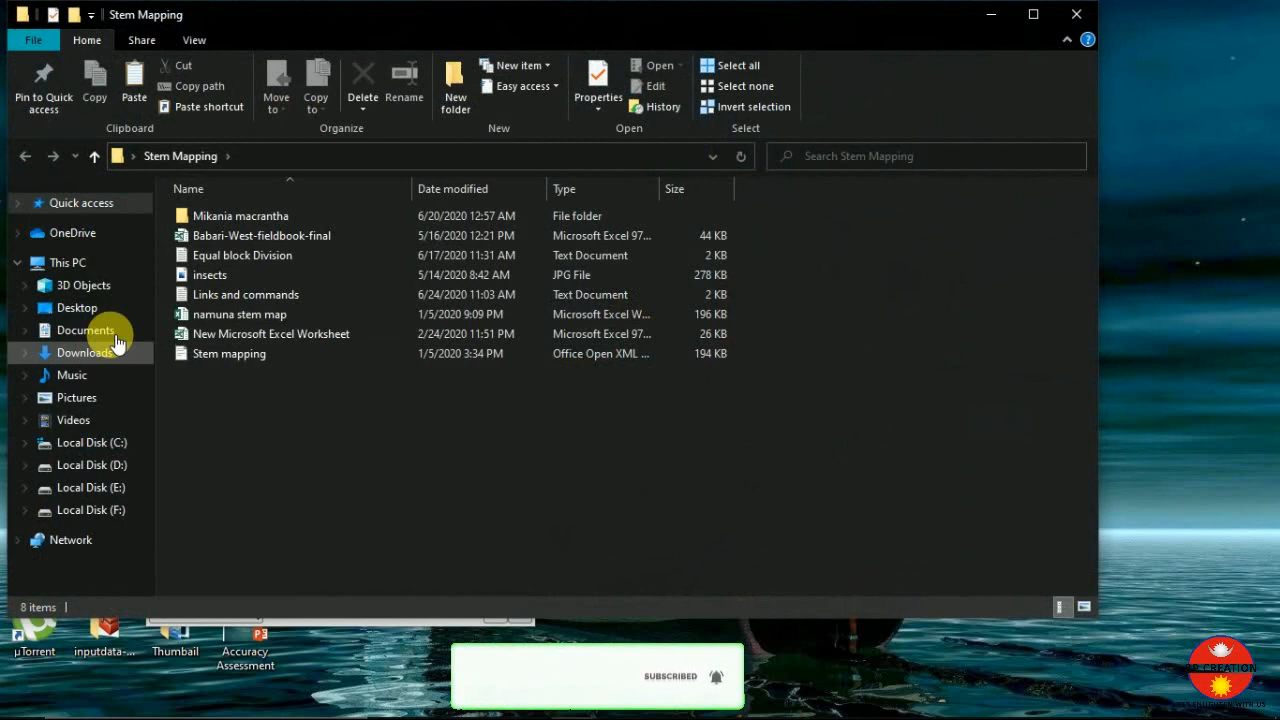 Stem Mapping
File Home Share View
Pin to Quick access
Copy
Paste
Cut
Copy path
Paste shortcut
Clipboard
Move to
Copy to
Delete
Rename
Organize
New folder
New item
Easy access
New
Properties
Open
Edit
History
Open
Select all
Select none
Invert selection
Select
Stem Mapping
Search Stem Mapping
Quick access
OneDrive
This PC
3D Objects
Desktop
Documents
Downloads
Music
Pictures
Videos
Local Disk (C:)
Local Disk (D:)
Local Disk (E:)
Local Disk (F:)
Network
Name Date modified Type Size
Mikania macrantha 6/20/2020 12:57 AM File folder
Babari-West-fieldbook-final 5/16/2020 12:21 PM Microsoft Excel 97... 44 KB
Equal block Division 6/17/2020 11:31 AM Text Document 2 KB
insects 5/14/2020 8:42 AM JPG File 278 KB
Links and commands 6/24/2020 11:03 AM Text Document 2 KB
namuna stem map 1/5/2020 9:09 PM Microsoft Excel W... 196 KB
New Microsoft Excel Worksheet 2/24/2020 11:51 PM Microsoft Excel 97... 26 KB
Stem mapping 1/5/2020 3:34 PM Office Open XML ... 194 KB
8 items
µTorrent
inputdata-...
Thumbnail
Accuracy
Assessment
SUBSCRIBED
CREATION